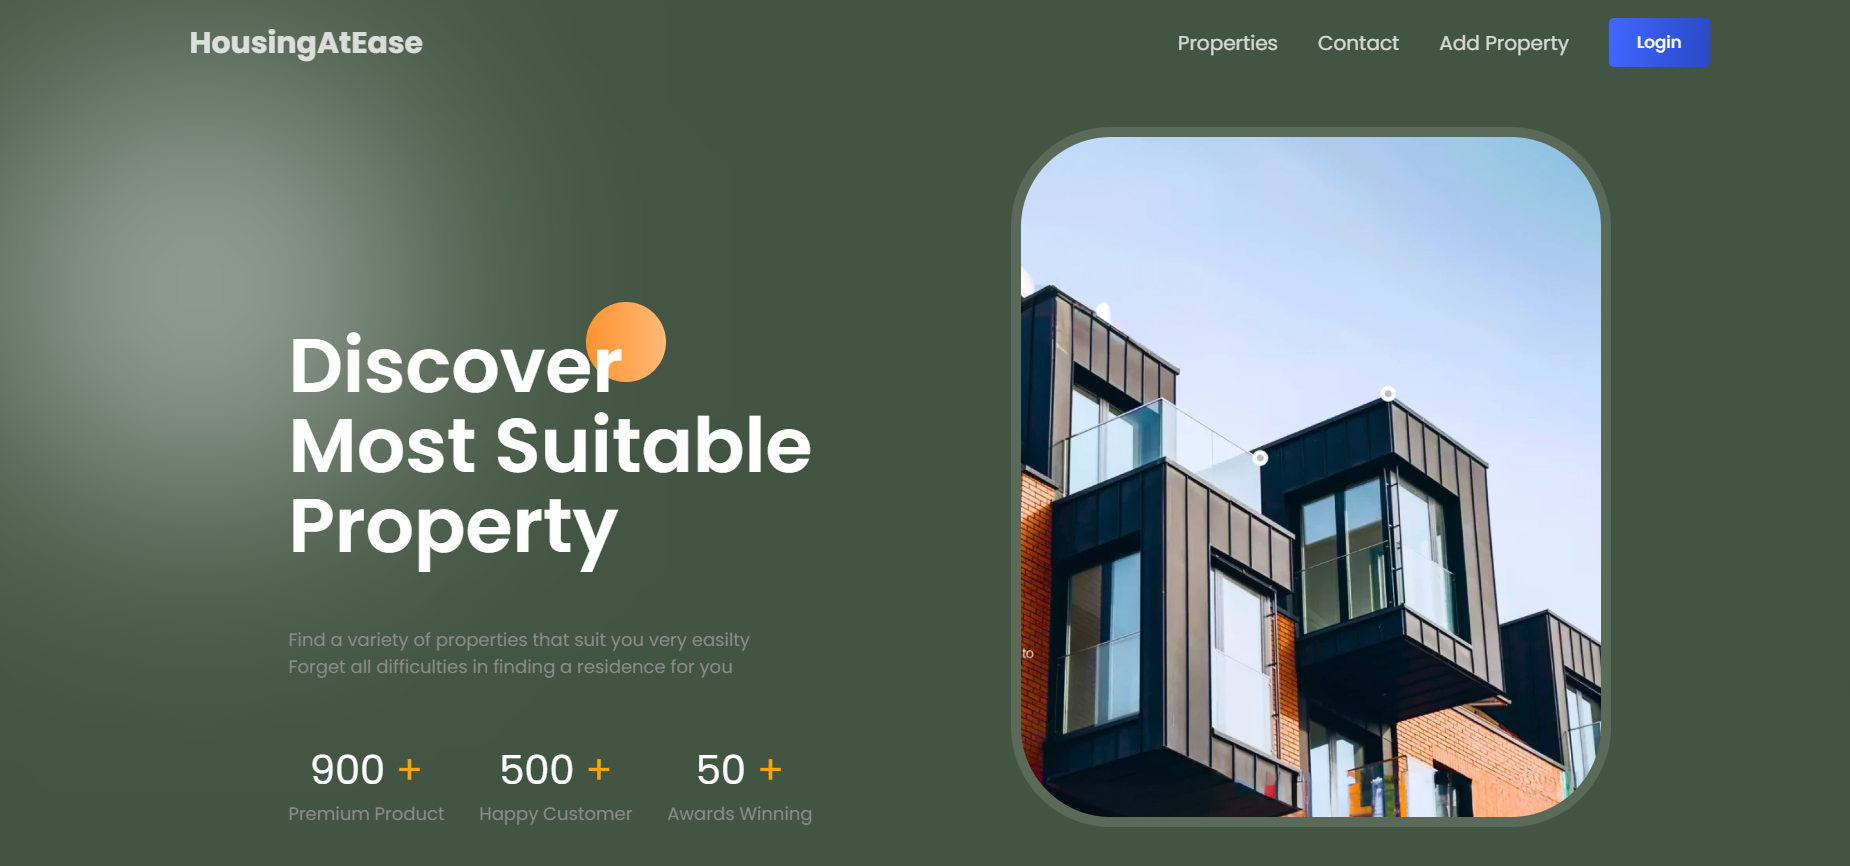 HousingAtEase
Properties
Contact
Add Property
Login
Discover
Most Suitable
Property
Find a variety of properties that suit you very easilty
Forget all difficulties in finding a residence for you
900 +
500 +
50 +
Premium Product
Happy Customer
Awards Winning
to